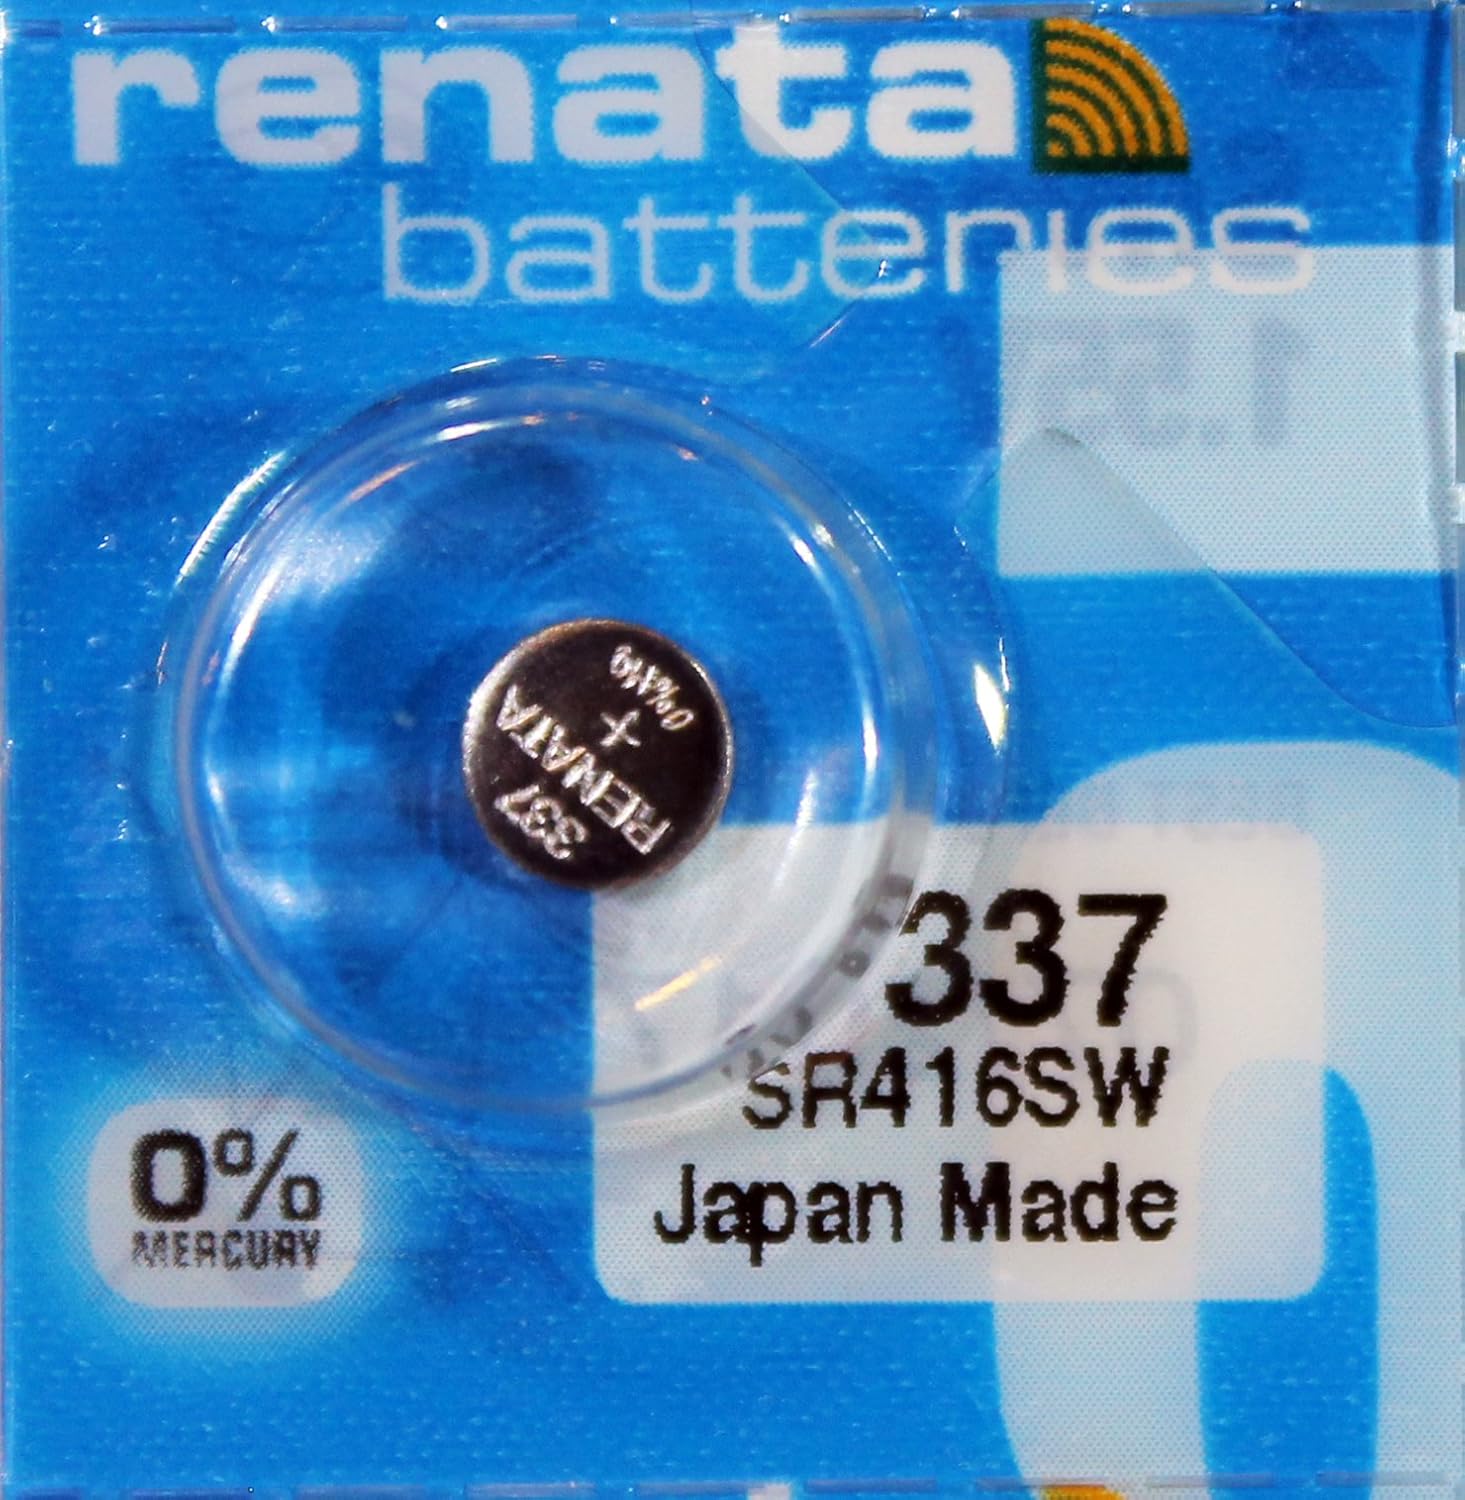 renata
batteries
0%Hg
+
RENATA
337
337
SR416SW
Japan Made
0%
MERCURY